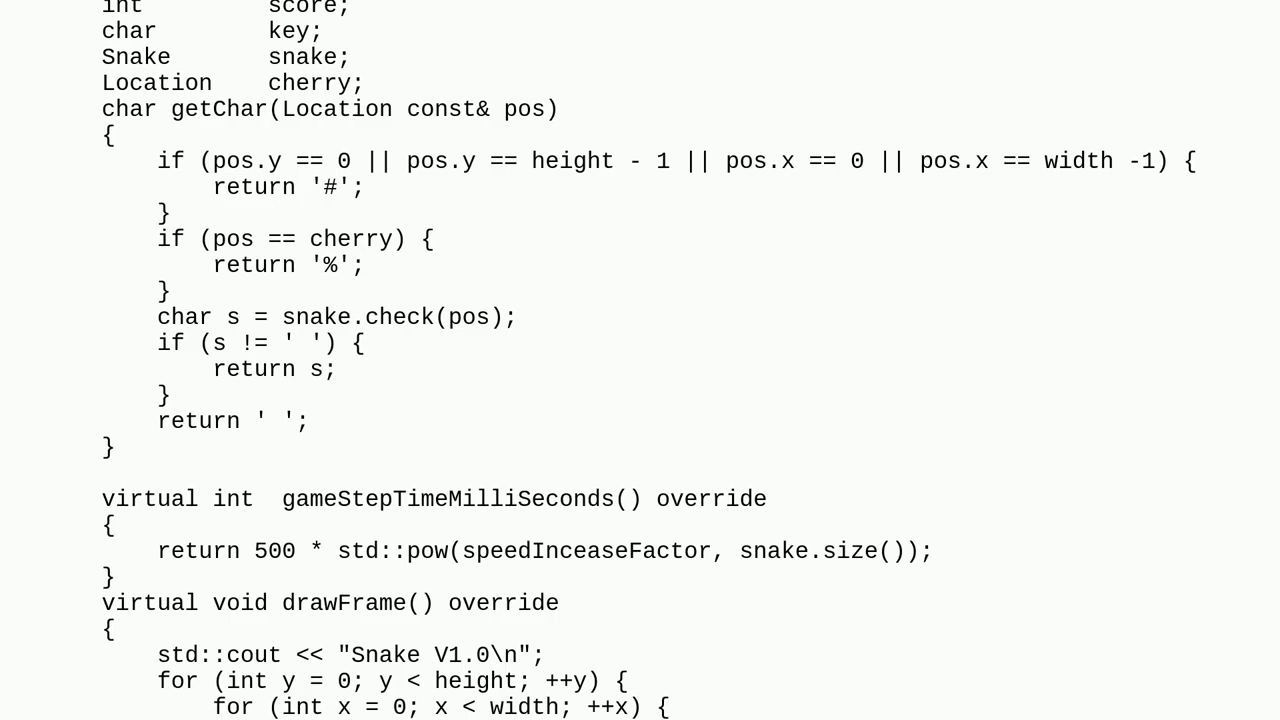 int         score;
char        key;
Snake       snake;
Location    cherry;
char getChar(Location const& pos)
{
    if (pos.y == 0 || pos.y == height - 1 || pos.x == 0 || pos.x == width -1) {
        return '#';
    }
    if (pos == cherry) {
        return '%';
    }
    char s = snake.check(pos);
    if (s != ' ') {
        return s;
    }
    return ' ';
}

virtual int  gameStepTimeMilliSeconds() override
{
    return 500 * std::pow(speedInceaseFactor, snake.size());
}
virtual void drawFrame() override
{
    std::cout << "Snake V1.0\n";
    for (int y = 0; y < height; ++y) {
        for (int x = 0; x < width; ++x) {